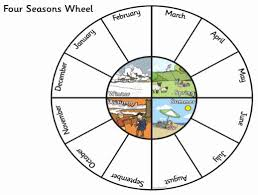 Four Seasons Wheel
January
February
March
April
May
June
July
August
September
October
November
December
Winter
Spring
Summer
Autumn